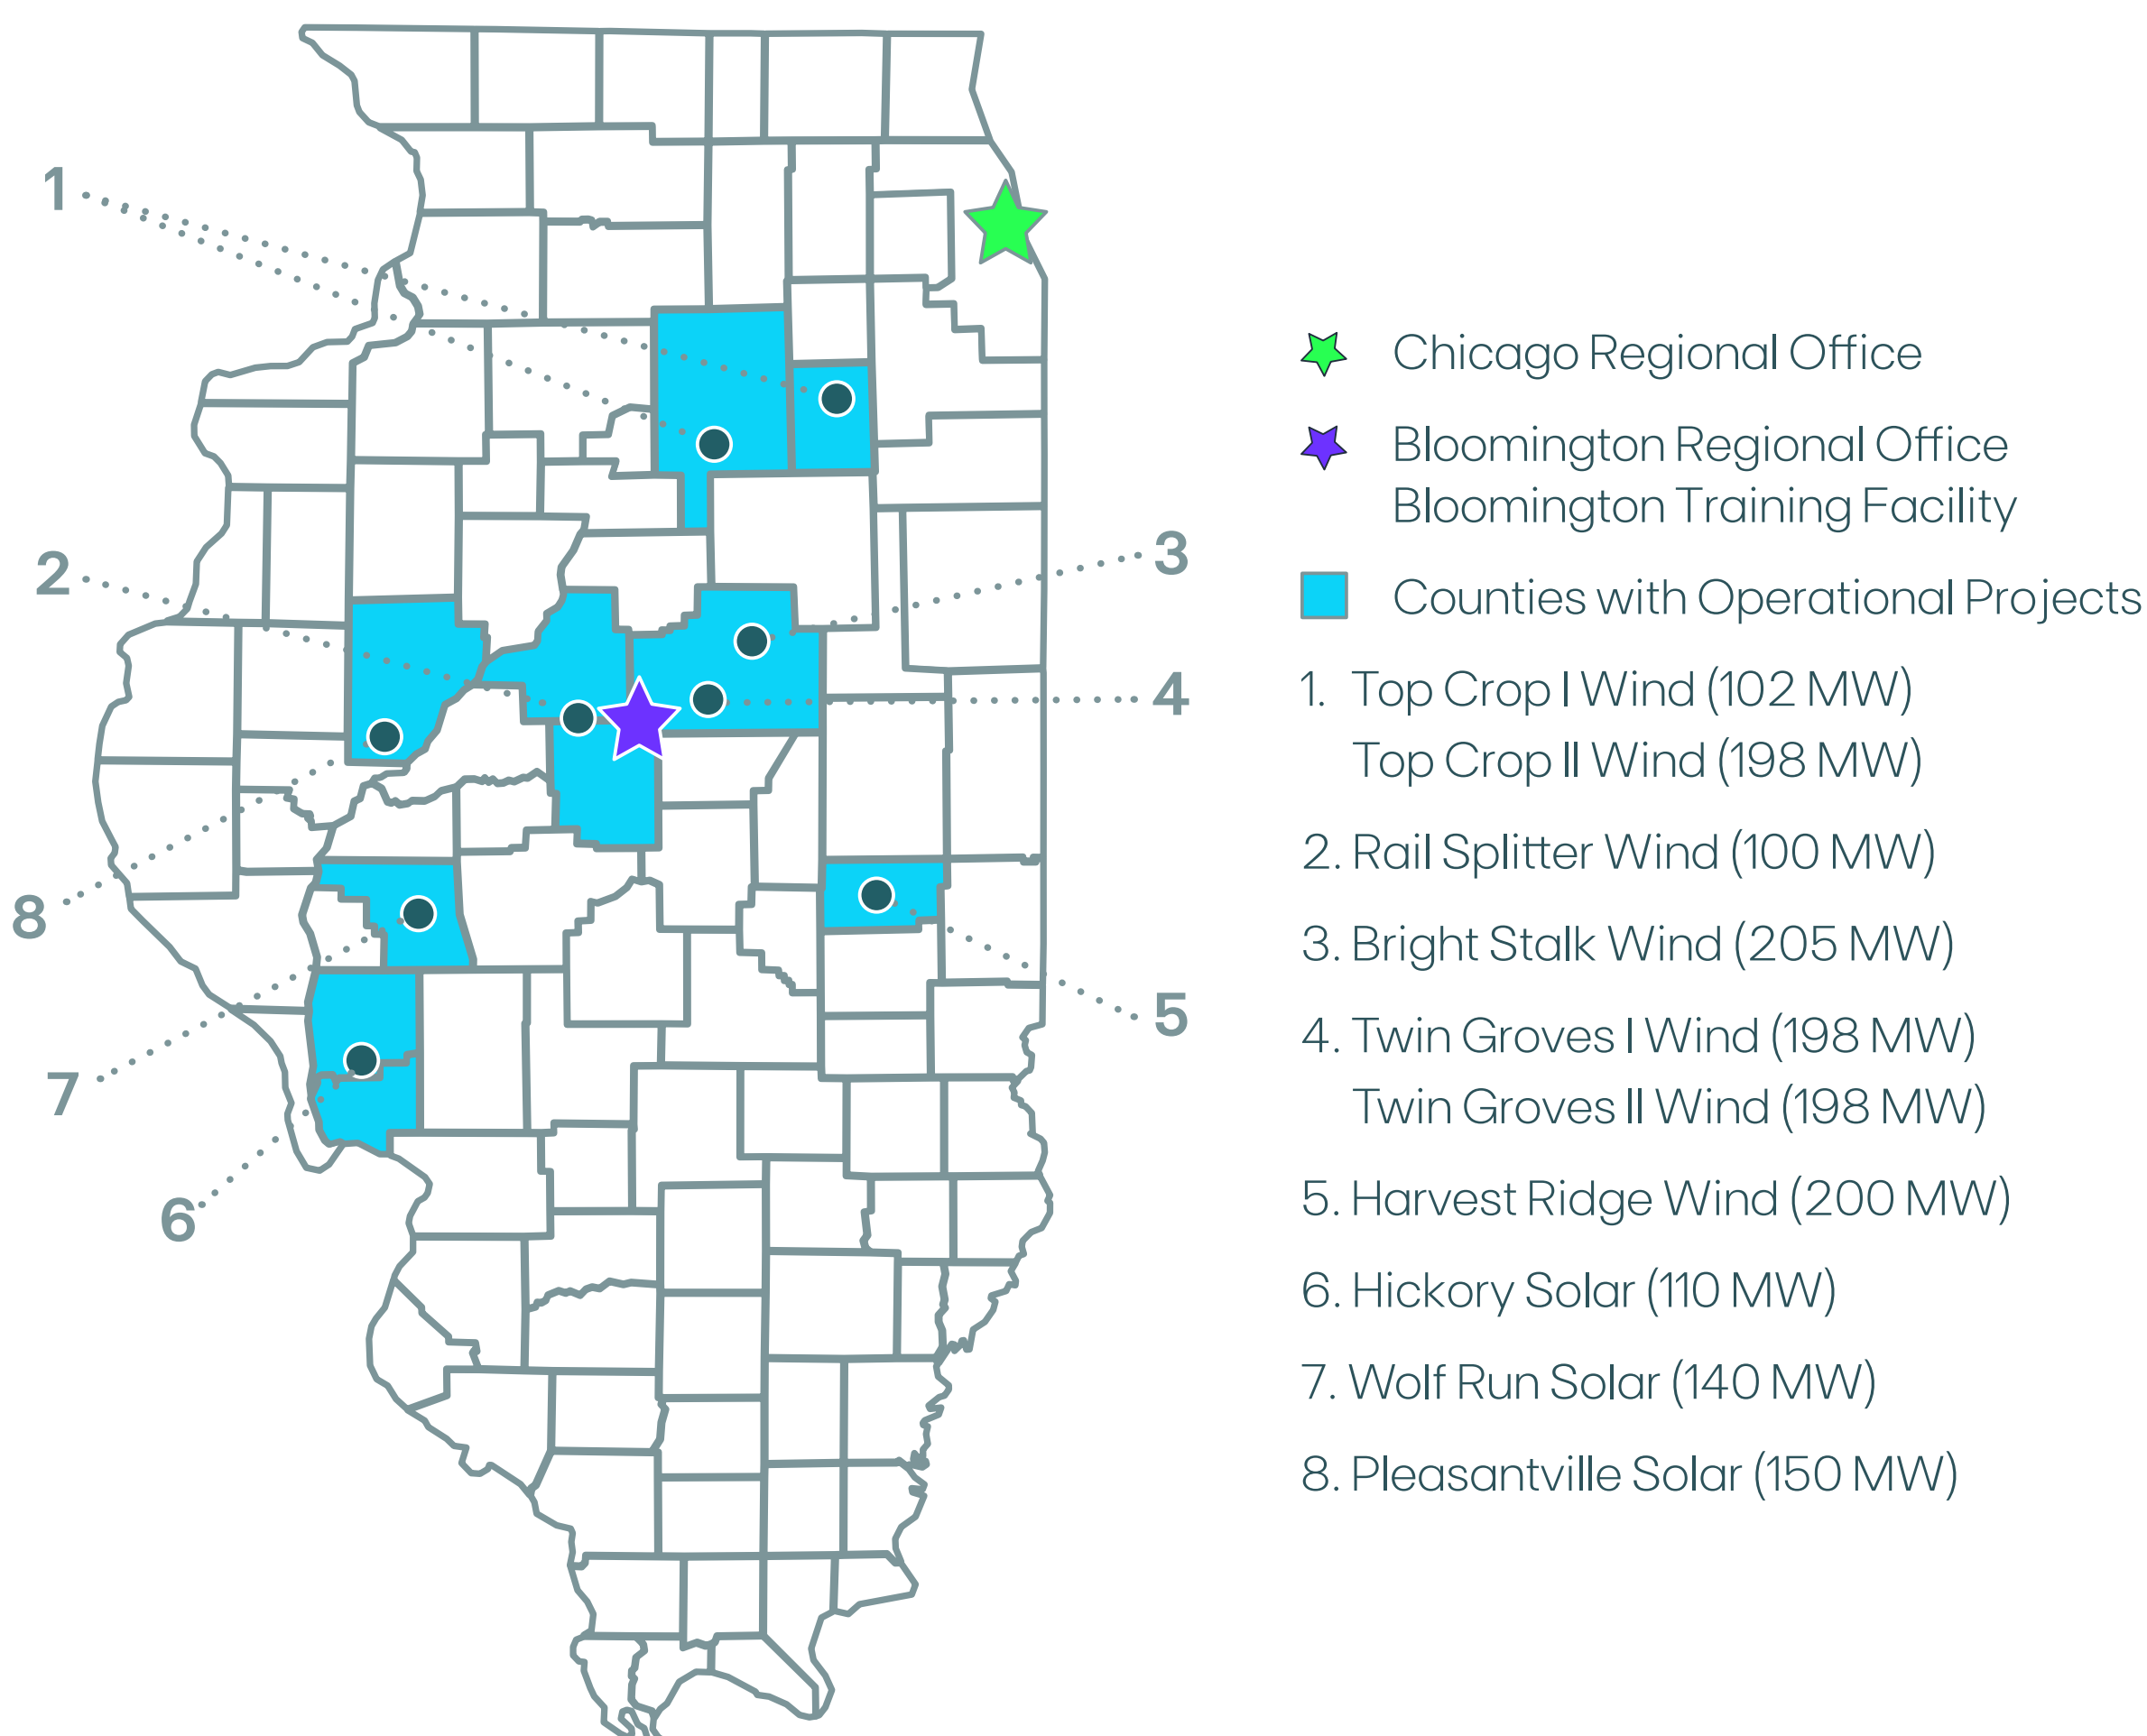 1
2
3
4
5
6
7
8
Chicago Regional Office
Bloomington Regional Office
Bloomington Training Facility
Counties with Operational Projects
1. Top Crop I Wind (102 MW)
Top Crop II Wind (198 MW)
2. Rail Splitter Wind (100 MW)
3. Bright Stalk Wind (205 MW)
4. Twin Groves I Wind (198 MW)
Twin Groves II Wind (198 MW)
5. Harvest Ridge Wind (200 MW)
6. Hickory Solar (110 MW)
7. Wolf Run Solar (140 MW)
8. Pleasantville Solar (150 MW)